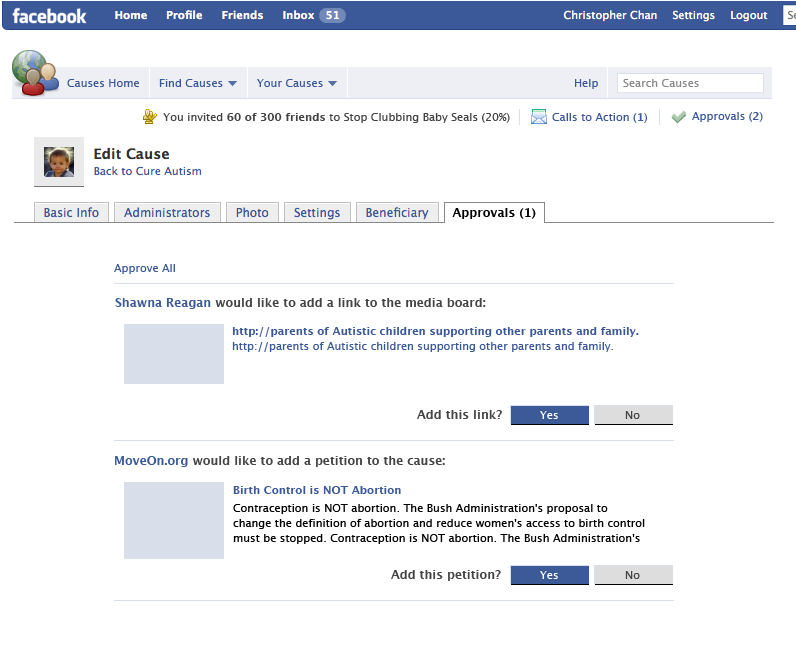 facebook Home Profile Friends Inbox 51 Christopher Chan Settings Logout Se
Causes Home Find Causes Your Causes Help Search Causes
You invited 60 of 300 friends to Stop Clubbing Baby Seals (20%) Calls to Action (1) Approvals (2)
Edit Cause
Back to Cure Autism
Basic Info Administrators Photo Settings Beneficiary Approvals (1)
Approve All
Shawna Reagan would like to add a link to the media board:
http://parents of Autistic children supporting other parents and family.
http://parents of Autistic children supporting other parents and family.
Add this link? Yes No
MoveOn.org would like to add a petition to the cause:
Birth Control is NOT Abortion
Contraception is NOT abortion. The Bush Administration's proposal to
change the definition of abortion and reduce women's access to birth control
must be stopped. Contraception is NOT abortion. The Bush Administration's
Add this petition? Yes No